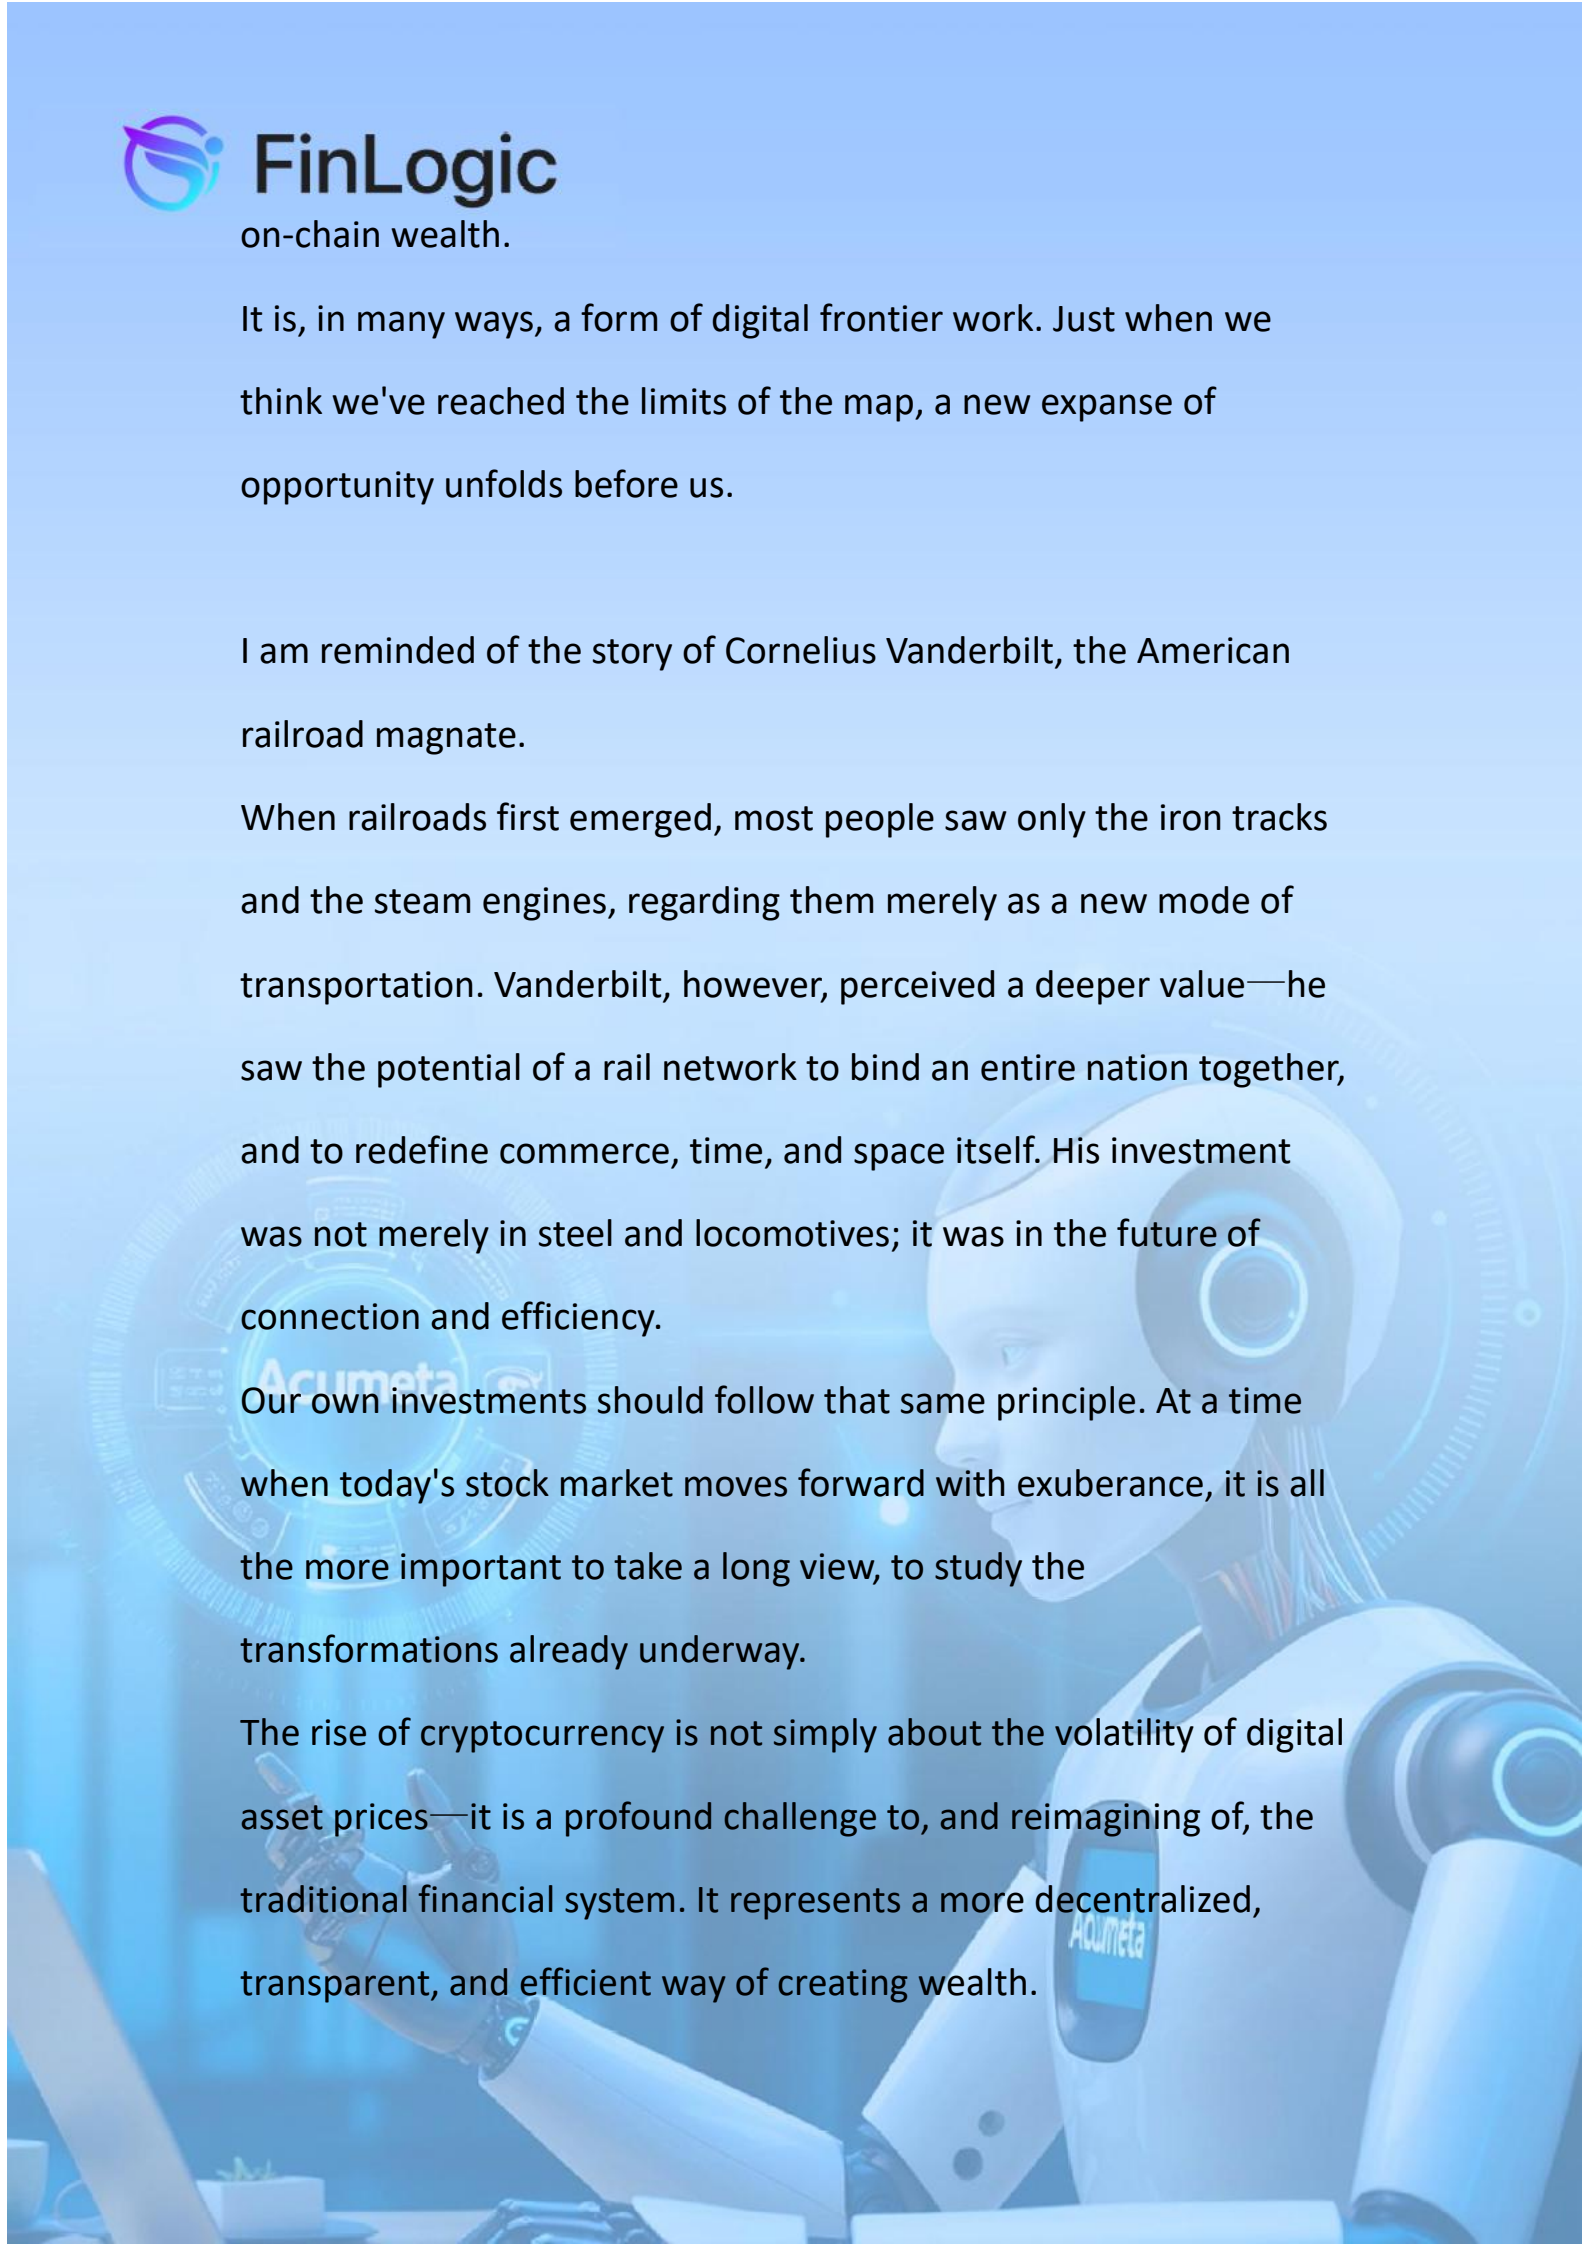 FinLogic
on-chain wealth.
It is, in many ways, a form of digital frontier work. Just when we
think we've reached the limits of the map, a new expanse of
opportunity unfolds before us.
I am reminded of the story of Cornelius Vanderbilt, the American
railroad magnate.
When railroads first emerged, most people saw only the iron tracks
and the steam engines, regarding them merely as a new mode of
transportation. Vanderbilt, however, perceived a deeper value—he
saw the potential of a rail network to bind an entire nation together,
and to redefine commerce, time, and space itself. His investment
was not merely in steel and locomotives; it was in the future of
connection and efficiency.
Acumeta
Our own investments should follow that same principle. At a time
when today's stock market moves forward with exuberance, it is all
the more important to take a long view, to study the
transformations already underway.
The rise of cryptocurrency is not simply about the volatility of digital
asset prices—it is a profound challenge to, and reimagining of, the
traditional financial system. It represents a more decentralized,
Acumeta
transparent, and efficient way of creating wealth.